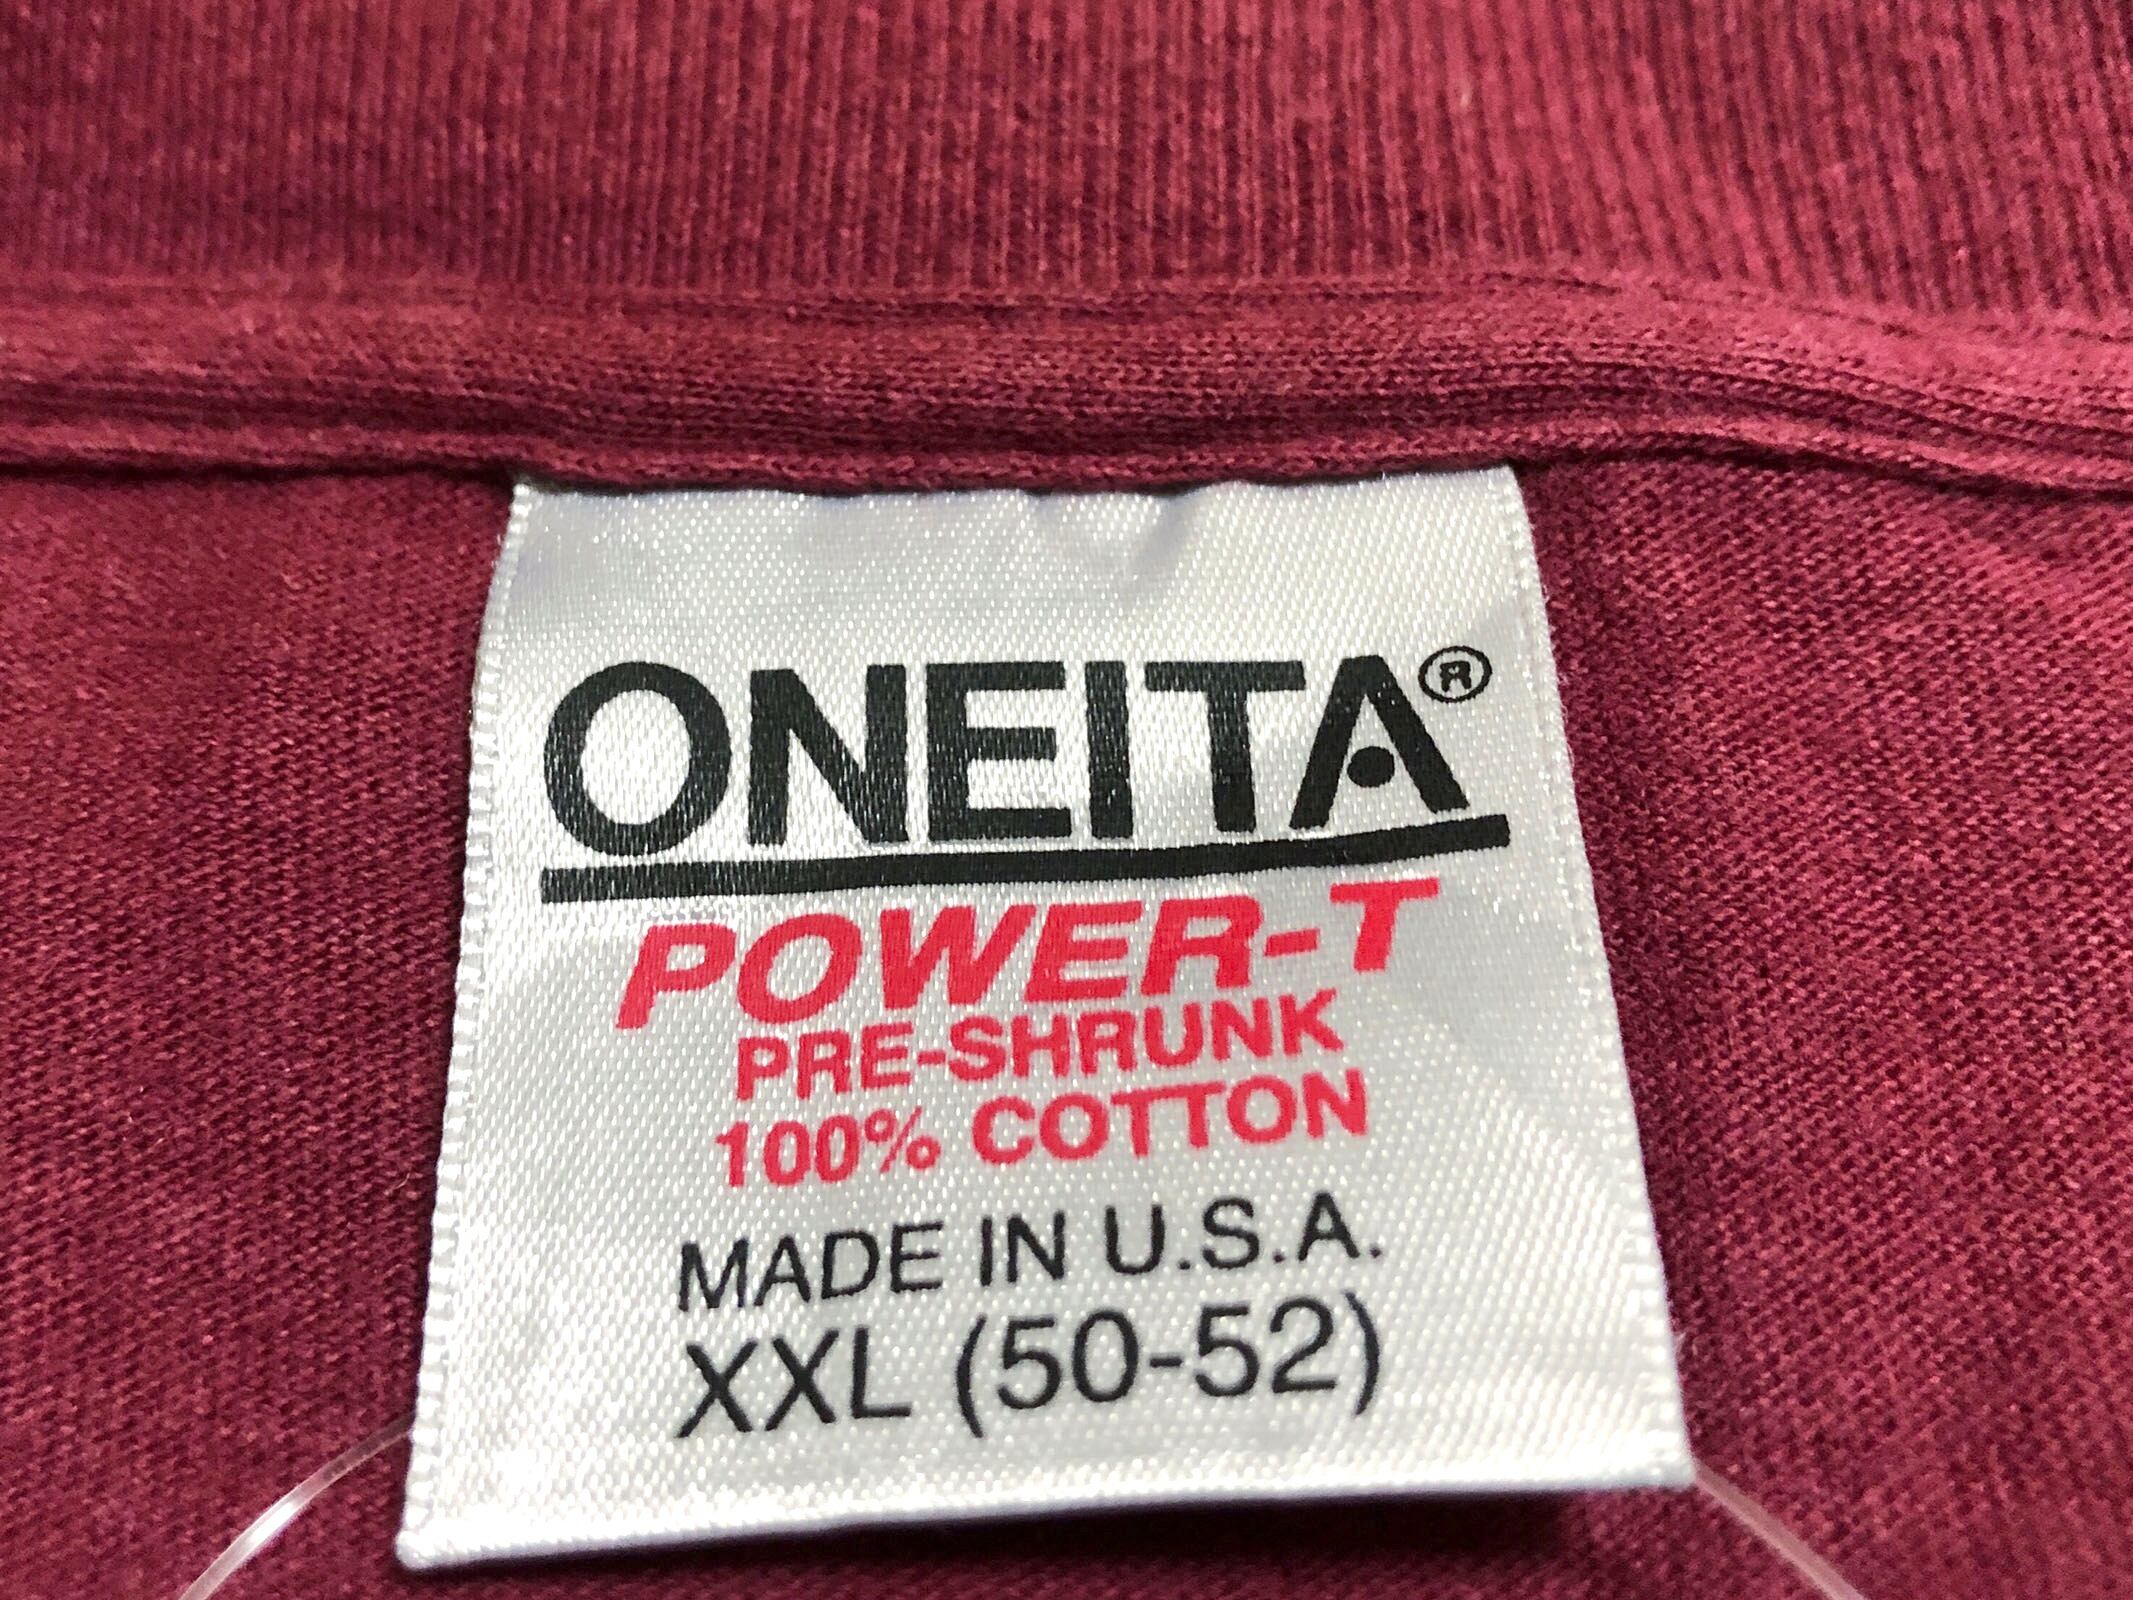 ONEITA®
POWER-T
PRE-SHRUNK
100% COTTON
MADE IN U.S.A.
XXL (50-52)